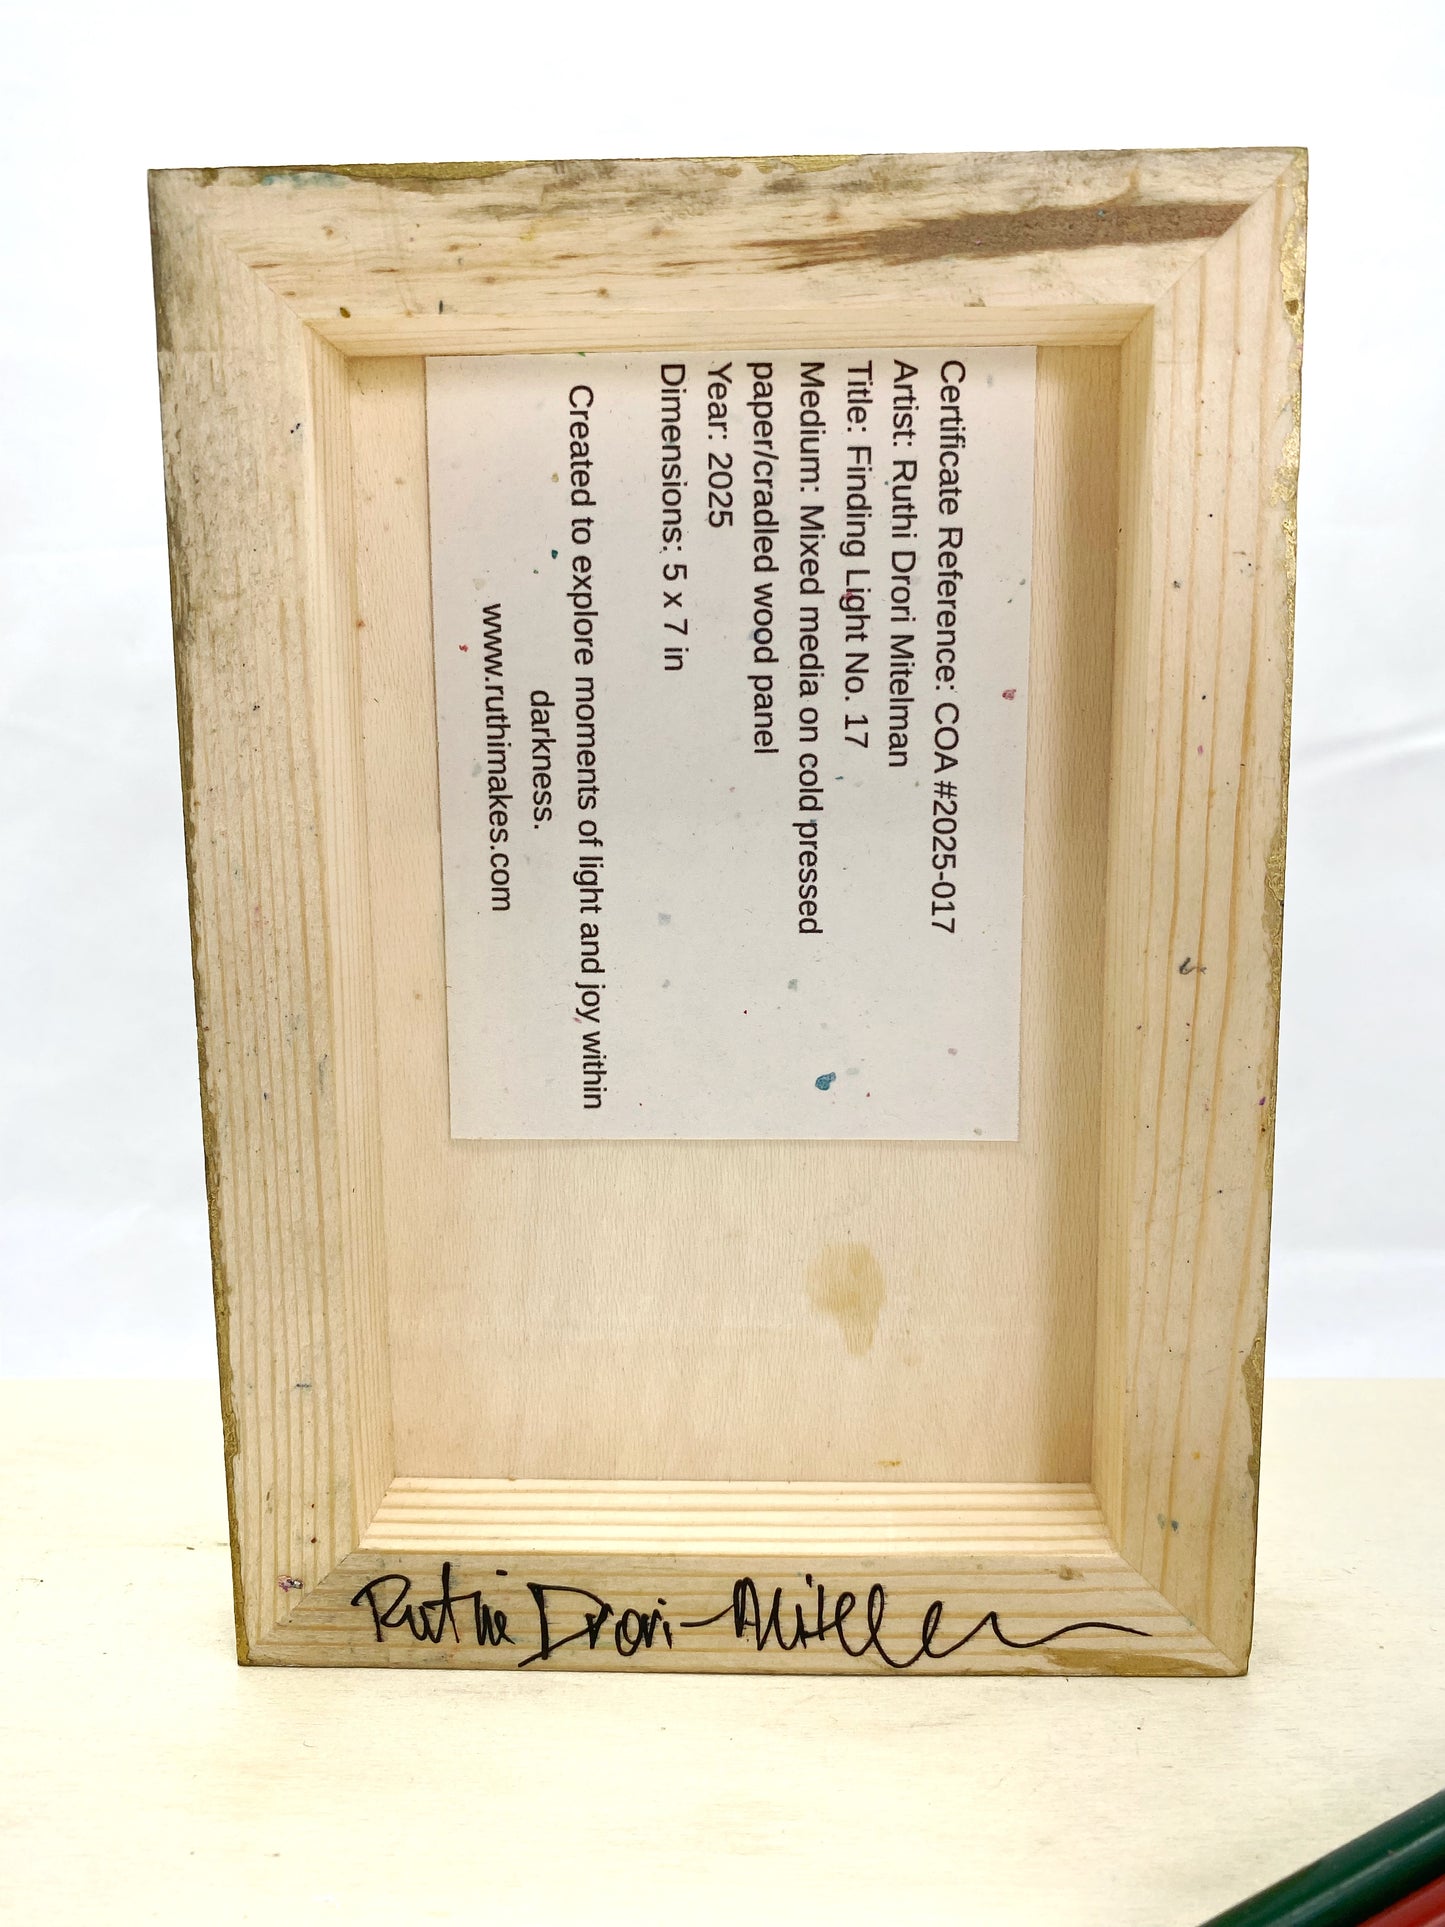 Certificate Reference: COA #2025-017
Artist: Ruthi Drori Mitelman
Title: Finding Light No. 17
Medium: Mixed media on cold pressed
paper/cradled wood panel
Year: 2025
Dimensions: 5 x 7 in
Created to explore moments of light and joy within
darkness.
www.ruthimakes.com
Ruthie Drori-